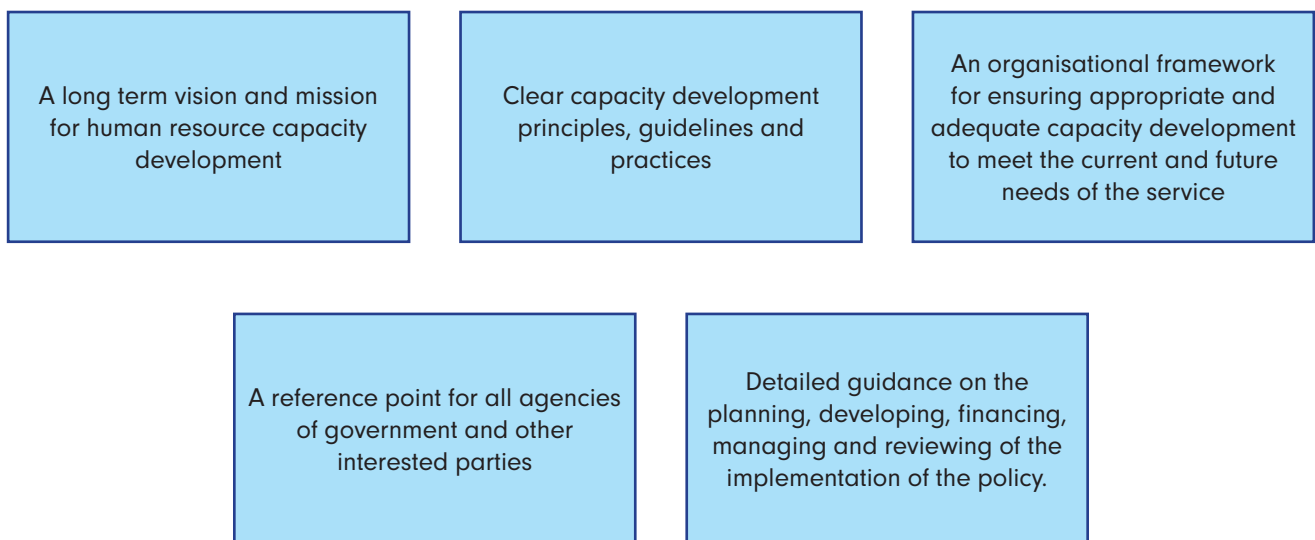 A long term vision and mission
for human resource capacity
development
Clear capacity development
principles, guidelines and
practices
An organisational framework
for ensuring appropriate and
adequate capacity development
to meet the current and future
needs of the service
A reference point for all agencies
of government and other
interested parties
Detailed guidance on the
planning, developing, financing,
managing and reviewing of the
implementation of the policy.